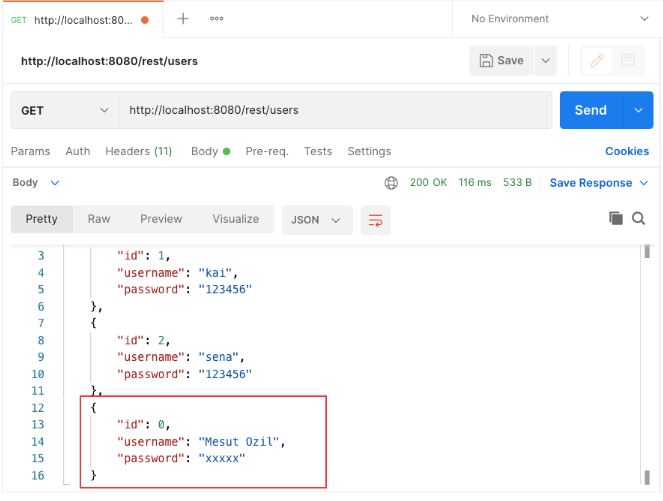 GET http://localhost:80... No Environment
http://localhost:8080/rest/users Save
GET http://localhost:8080/rest/users Send
Params Auth Headers (11) Body Pre-req. Tests Settings Cookies
Body 200 OK 116 ms 533 B Save Response
Pretty Raw Preview Visualize JSON
3 "id": 1,
4 "username": "kai",
5 "password": "123456"
6 },
7 {
8 "id": 2,
9 "username": "sena",
10 "password": "123456"
11 },
12 {
13 "id": 0,
14 "username": "Mesut Ozil",
15 "password": "xxxxx"
16 }